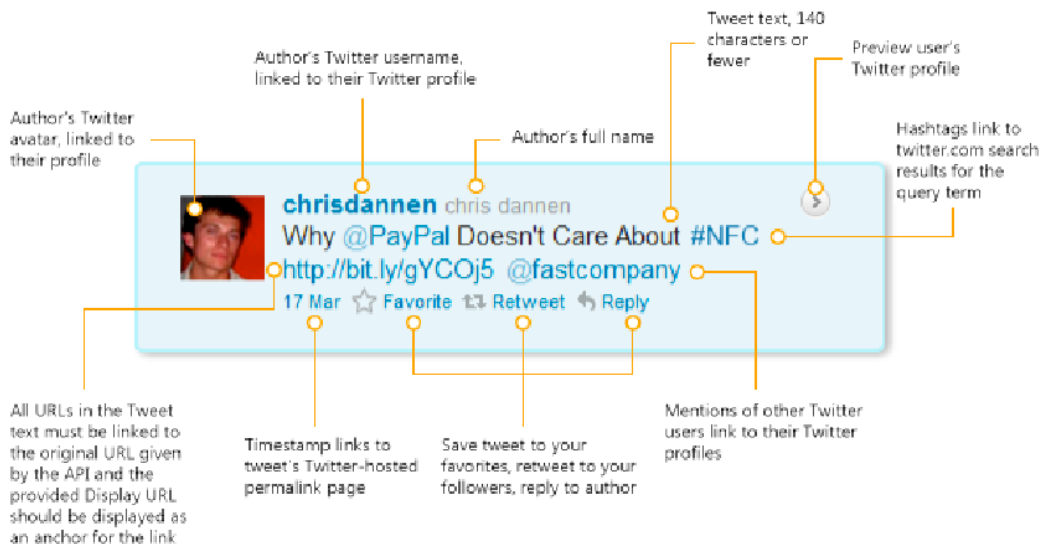 Tweet text, 140
characters or
fewer
Preview user's
Twitter profile
Author's Twitter username,
linked to their Twitter profile
Author's Twitter
avatar, linked to
their profile
Author's full name
Hashtags link to
twitter.com search
results for the
query term
chrisdannen chris dannen
Why @PayPal Doesn't Care About #NFC
http://bit.ly/gYCOj5 @fastcompany
17 Mar Favorite Retweet Reply
All URLs in the Tweet
text must be linked to
the original URL given
by the API and the
provided Display URL
should be displayed as
an anchor for the link
Timestamp links to
tweet's Twitter-hosted
permalink page
Save tweet to your
favorites, retweet to your
followers, reply to author
Mentions of other Twitter
users link to their Twitter
profiles